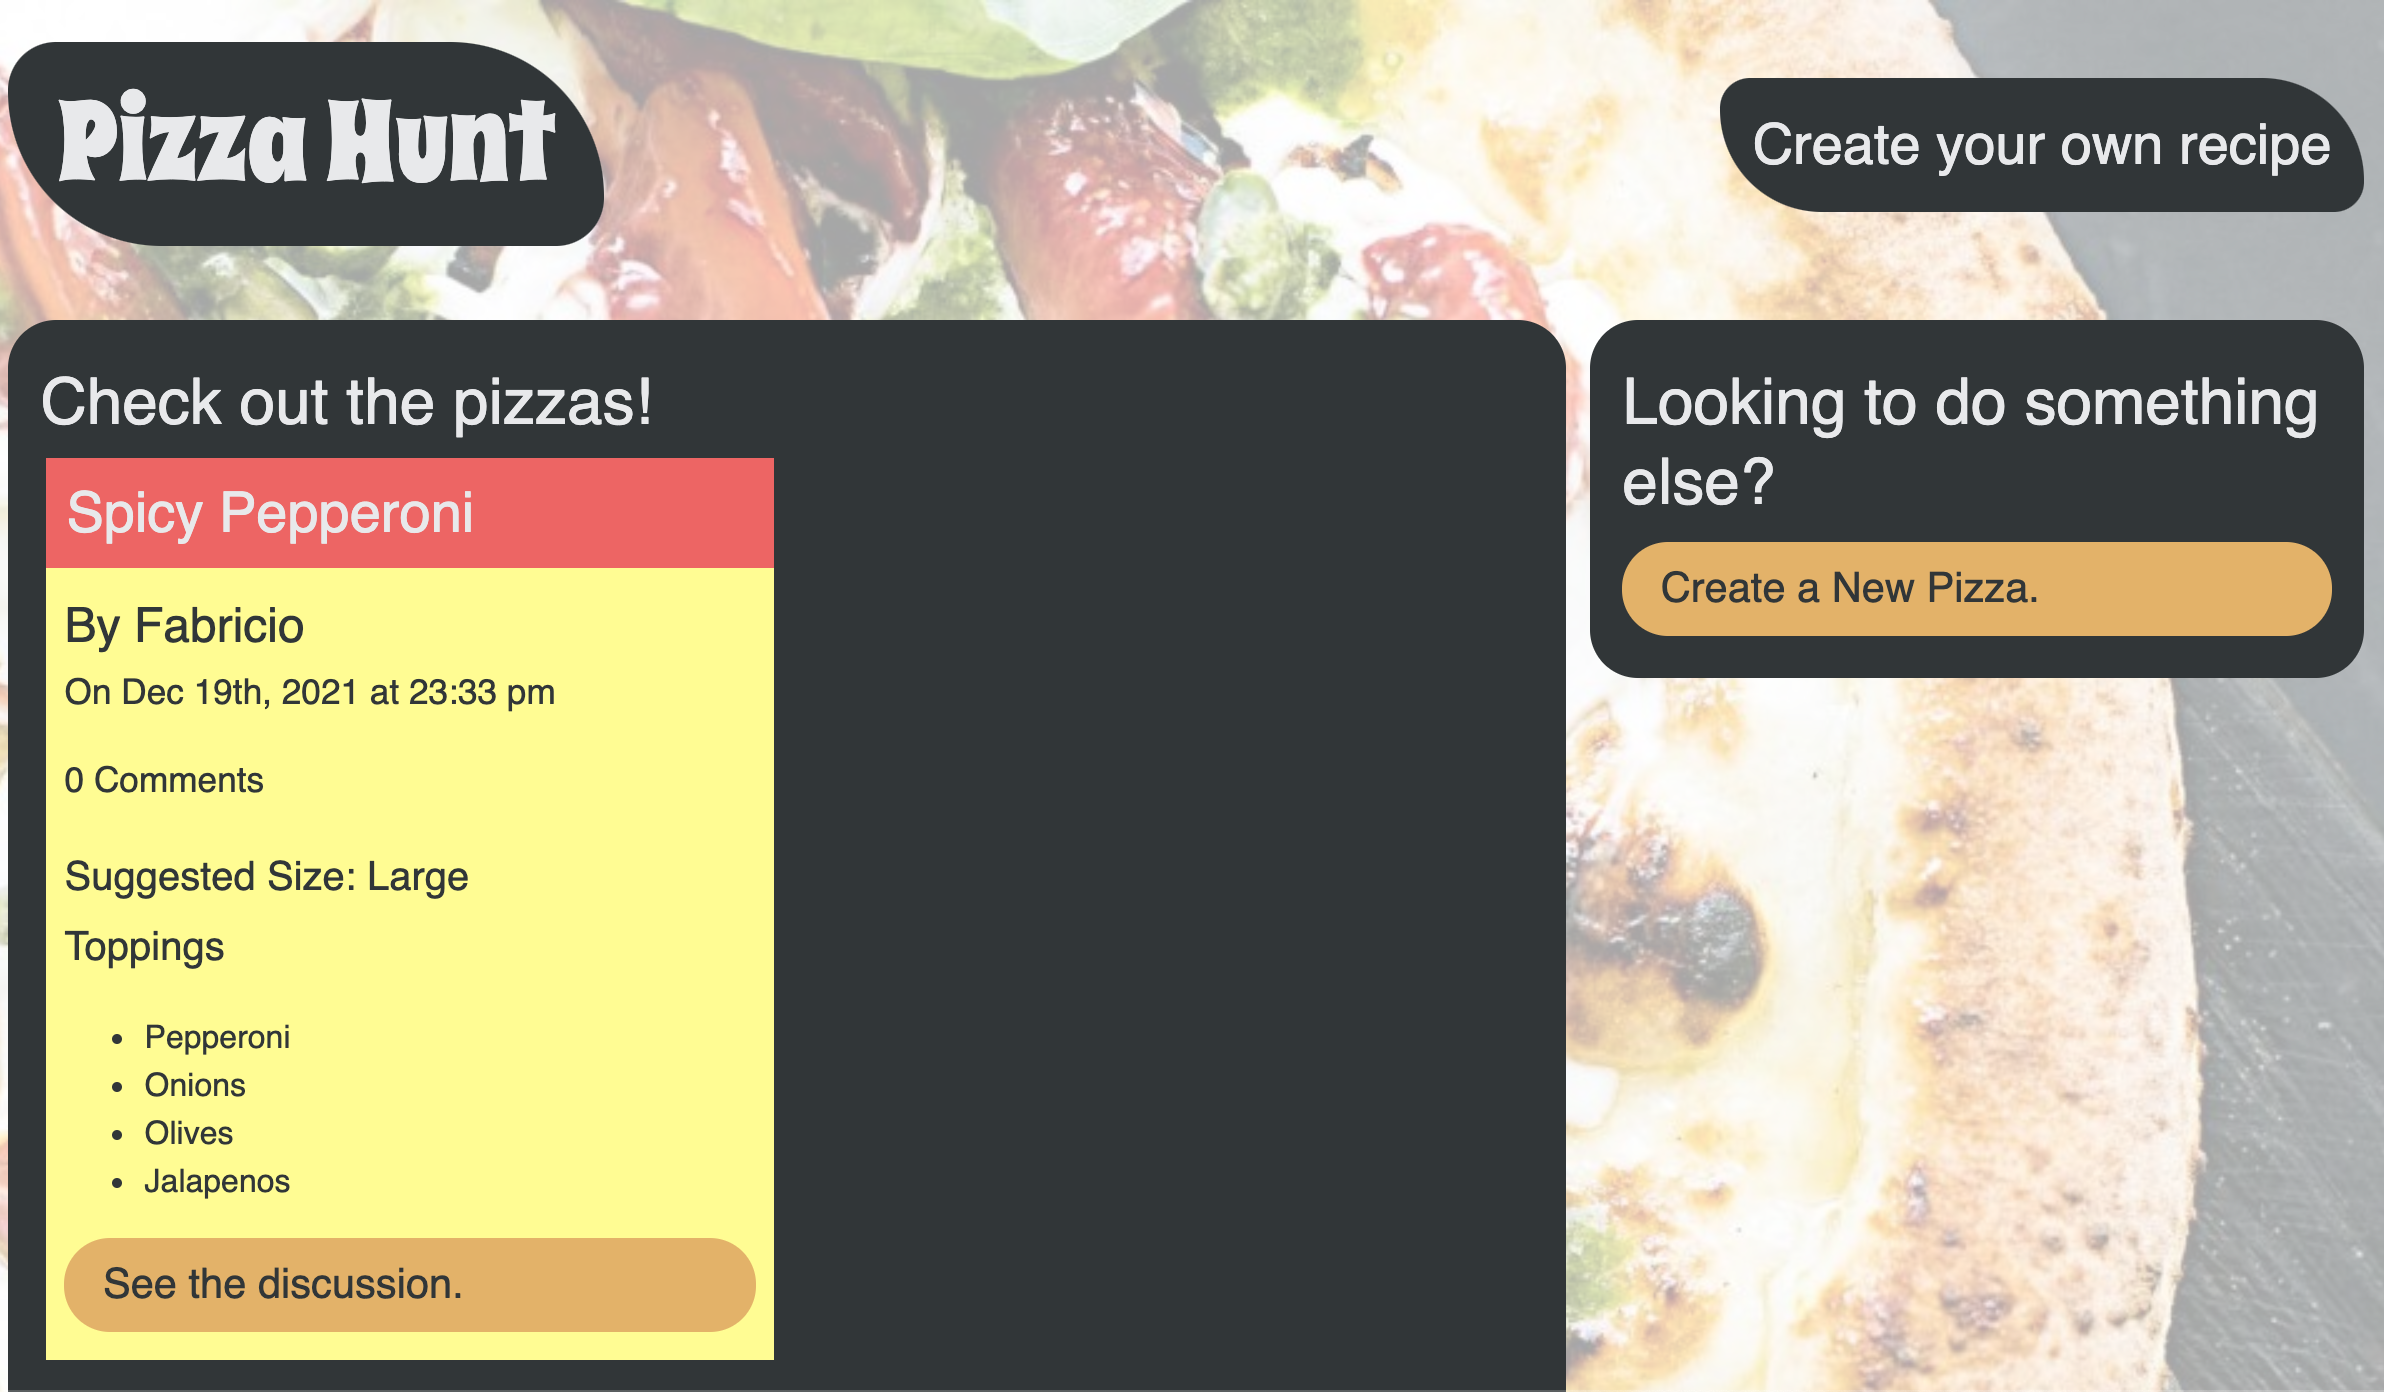 Pizza Hunt
Create your own recipe
Check out the pizzas!
Spicy Pepperoni
By Fabricio
On Dec 19th, 2021 at 23:33 pm
0 Comments
Suggested Size: Large
Toppings
• Pepperoni
• Onions
• Olives
• Jalapenos
See the discussion.
Looking to do something
else?
Create a New Pizza.